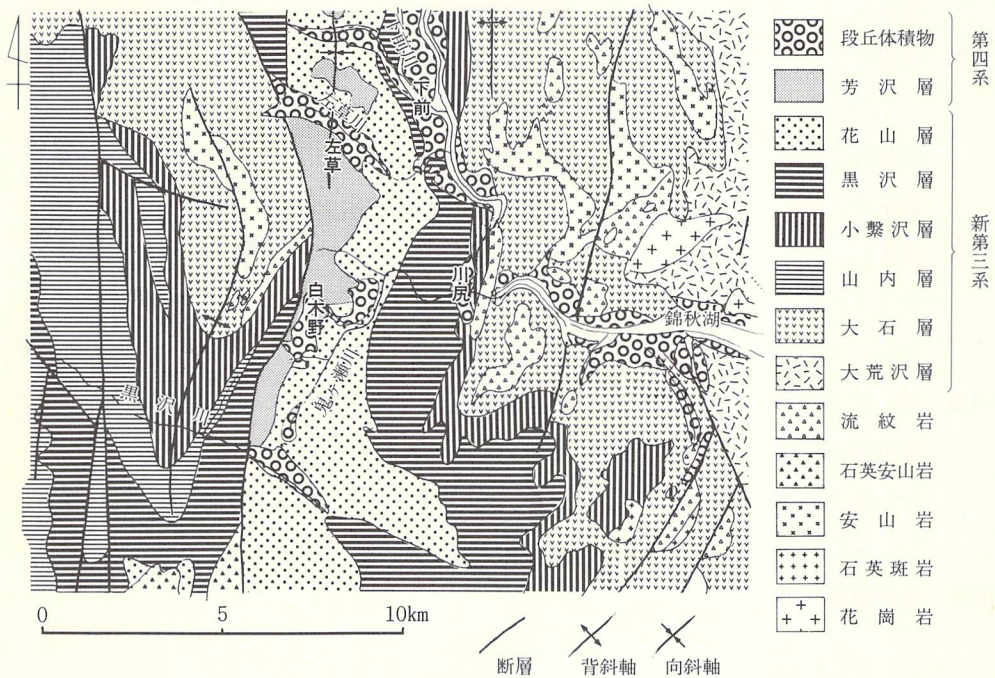 段丘体積物
芳沢層
花山層
黒沢層
小繋沢層
山内層
大石層
大荒沢層
流紋岩
石英安山岩
安山岩
石英斑岩
花崗岩
第四系
新第三系
下前
左草
川尻
白木野
錦秋湖
鬼ヶ瀬川
黒沢川
0 5 10km
断層 背斜軸 向斜軸